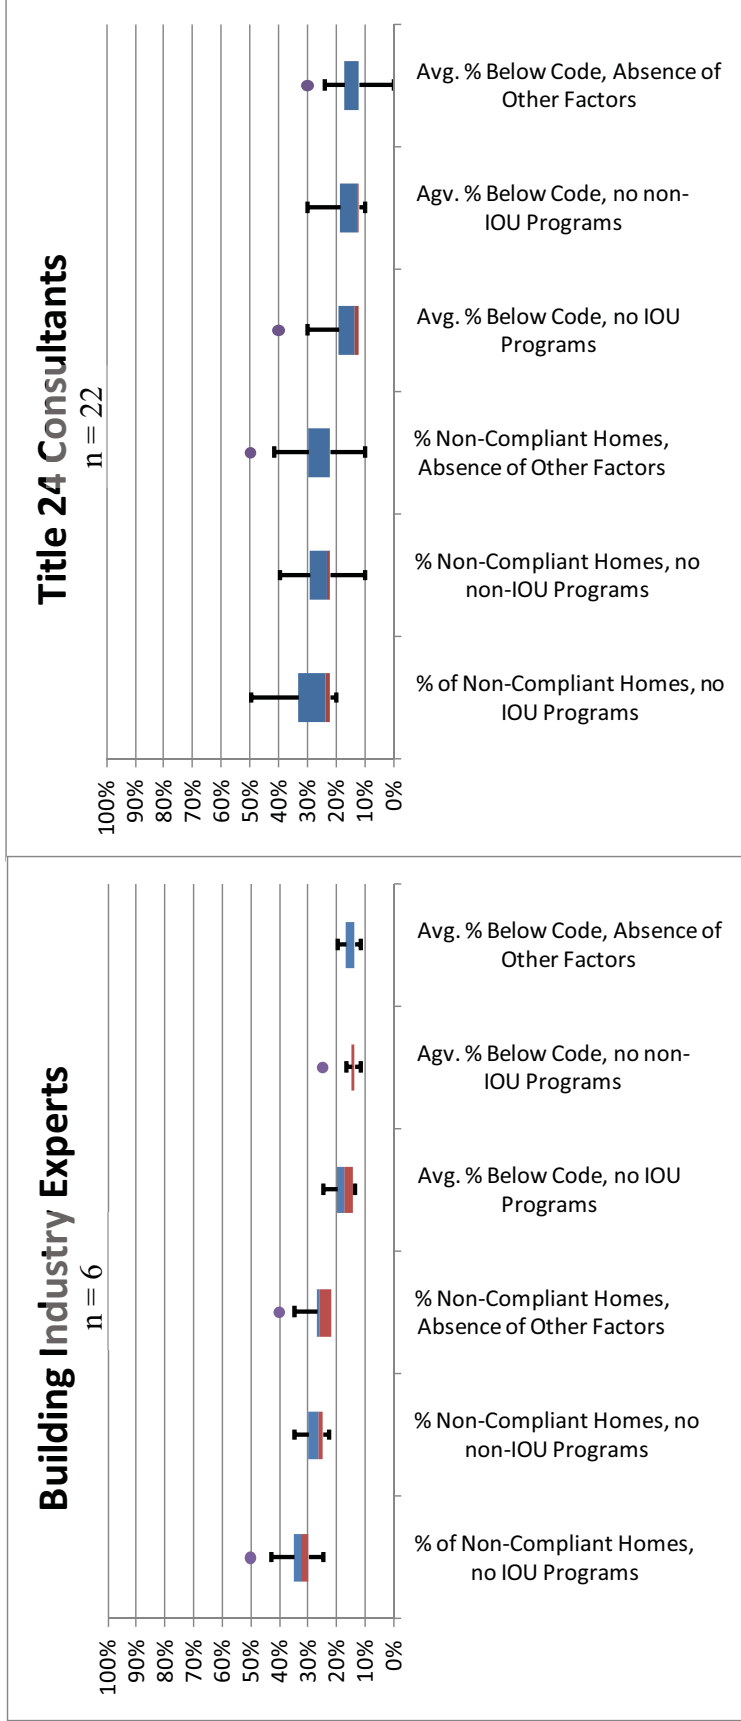 Building Industry Experts
n = 6
100%
90%
80%
70%
60%
50%
40%
30%
20%
10%
0%
% of Non-Compliant Homes,
no IOU Programs
% Non-Compliant Homes, no
non-IOU Programs
% Non-Compliant Homes,
Absence of Other Factors
Avg. % Below Code, no IOU
Programs
Agv. % Below Code, no non-
IOU Programs
Avg. % Below Code, Absence of
Other Factors
Title 24 Consultants
n = 22
100%
90%
80%
70%
60%
50%
40%
30%
20%
10%
0%
% of Non-Compliant Homes, no
IOU Programs
% Non-Compliant Homes, no
non-IOU Programs
% Non-Compliant Homes,
Absence of Other Factors
Avg. % Below Code, no IOU
Programs
Agv. % Below Code, no non-
IOU Programs
Avg. % Below Code, Absence of
Other Factors